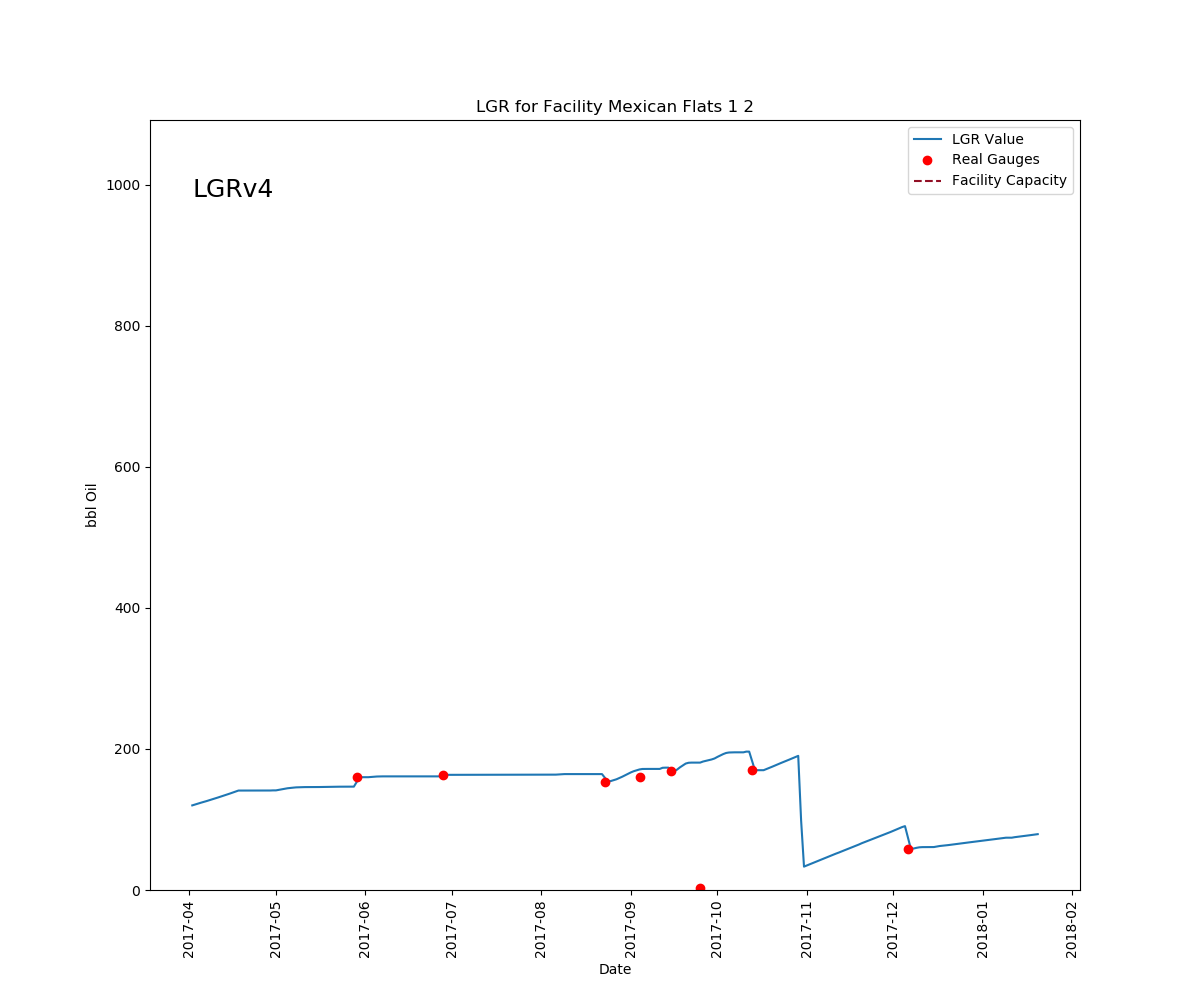 LGR for Facility Mexican Flats 1 2
LGRv4
LGR Value
Real Gauges
Facility Capacity
bbl Oil
1000
800
600
400
200
0
2017-04
2017-05
2017-06
2017-07
2017-08
2017-09
2017-10
2017-11
2017-12
2018-01
2018-02
Date